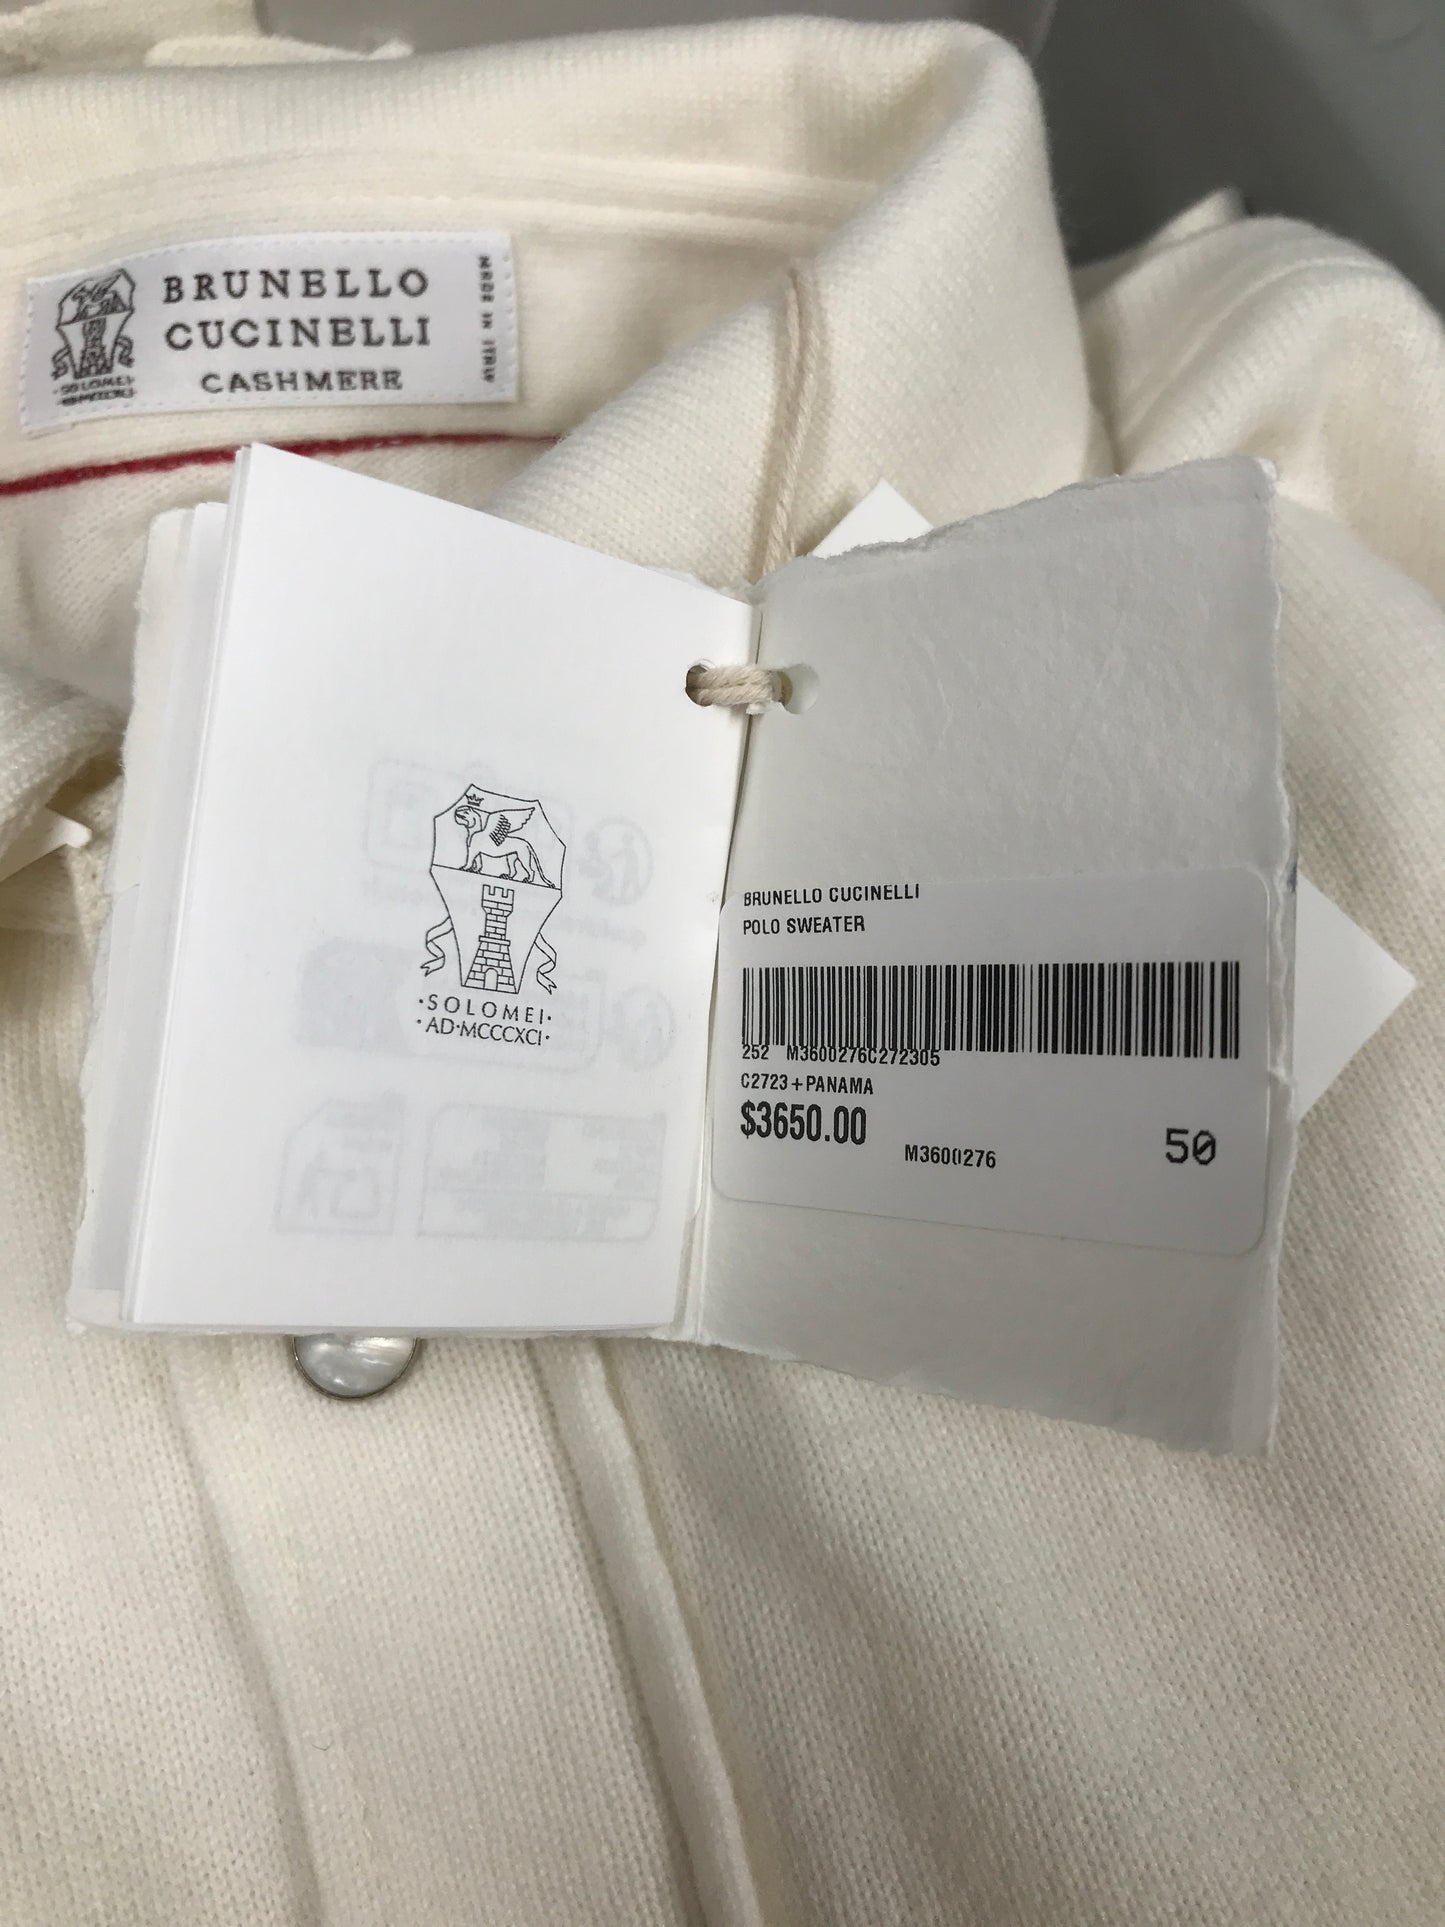 BRUNELLO
CUCINELLI
CASHMERE
MADE IN ITALY
·SOLOMEI·
·SOLOMEI·
·AD·MCCCXCI·
BRUNELLO CUCINELLI
POLO SWEATER
252 M3600276C272305
C2723+PANAMA
$3650.00
M3600276
50